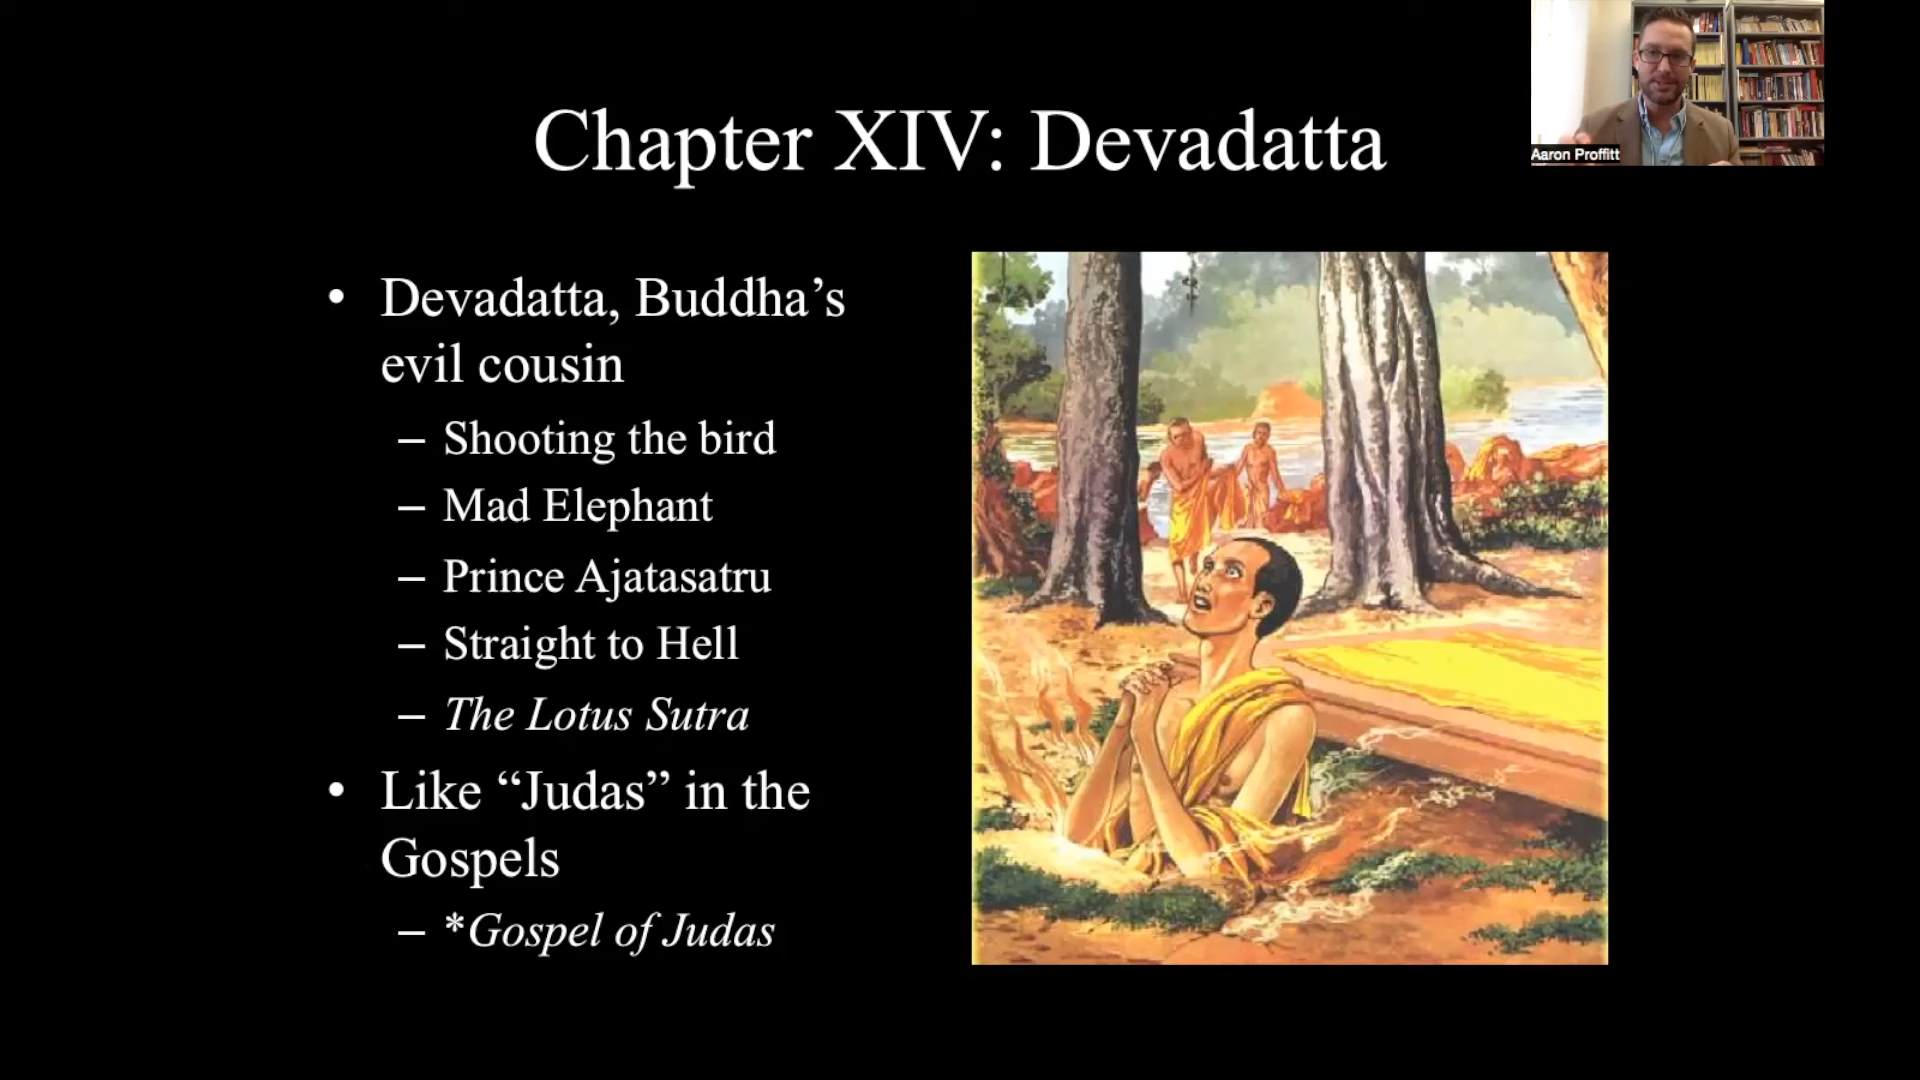 Chapter XIV: Devadatta
Aaron Proffitt
• Devadatta, Buddha’s
evil cousin
– Shooting the bird
– Mad Elephant
– Prince Ajatasatru
– Straight to Hell
– The Lotus Sutra
• Like “Judas” in the
Gospels
– *Gospel of Judas